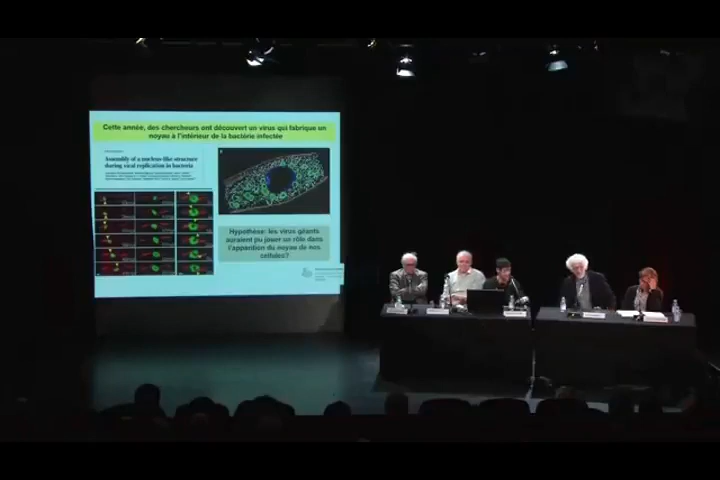 Cette année, des chercheurs ont découvert un virus qui fabrique un
noyau à l'intérieur de la bactérie infectée
Assembly of a nucleus-like structure
during viral replication in bacteria
Hypothèse: les virus géants
auraient pu jouer un rôle dans
l'apparition du noyau de nos
cellules?